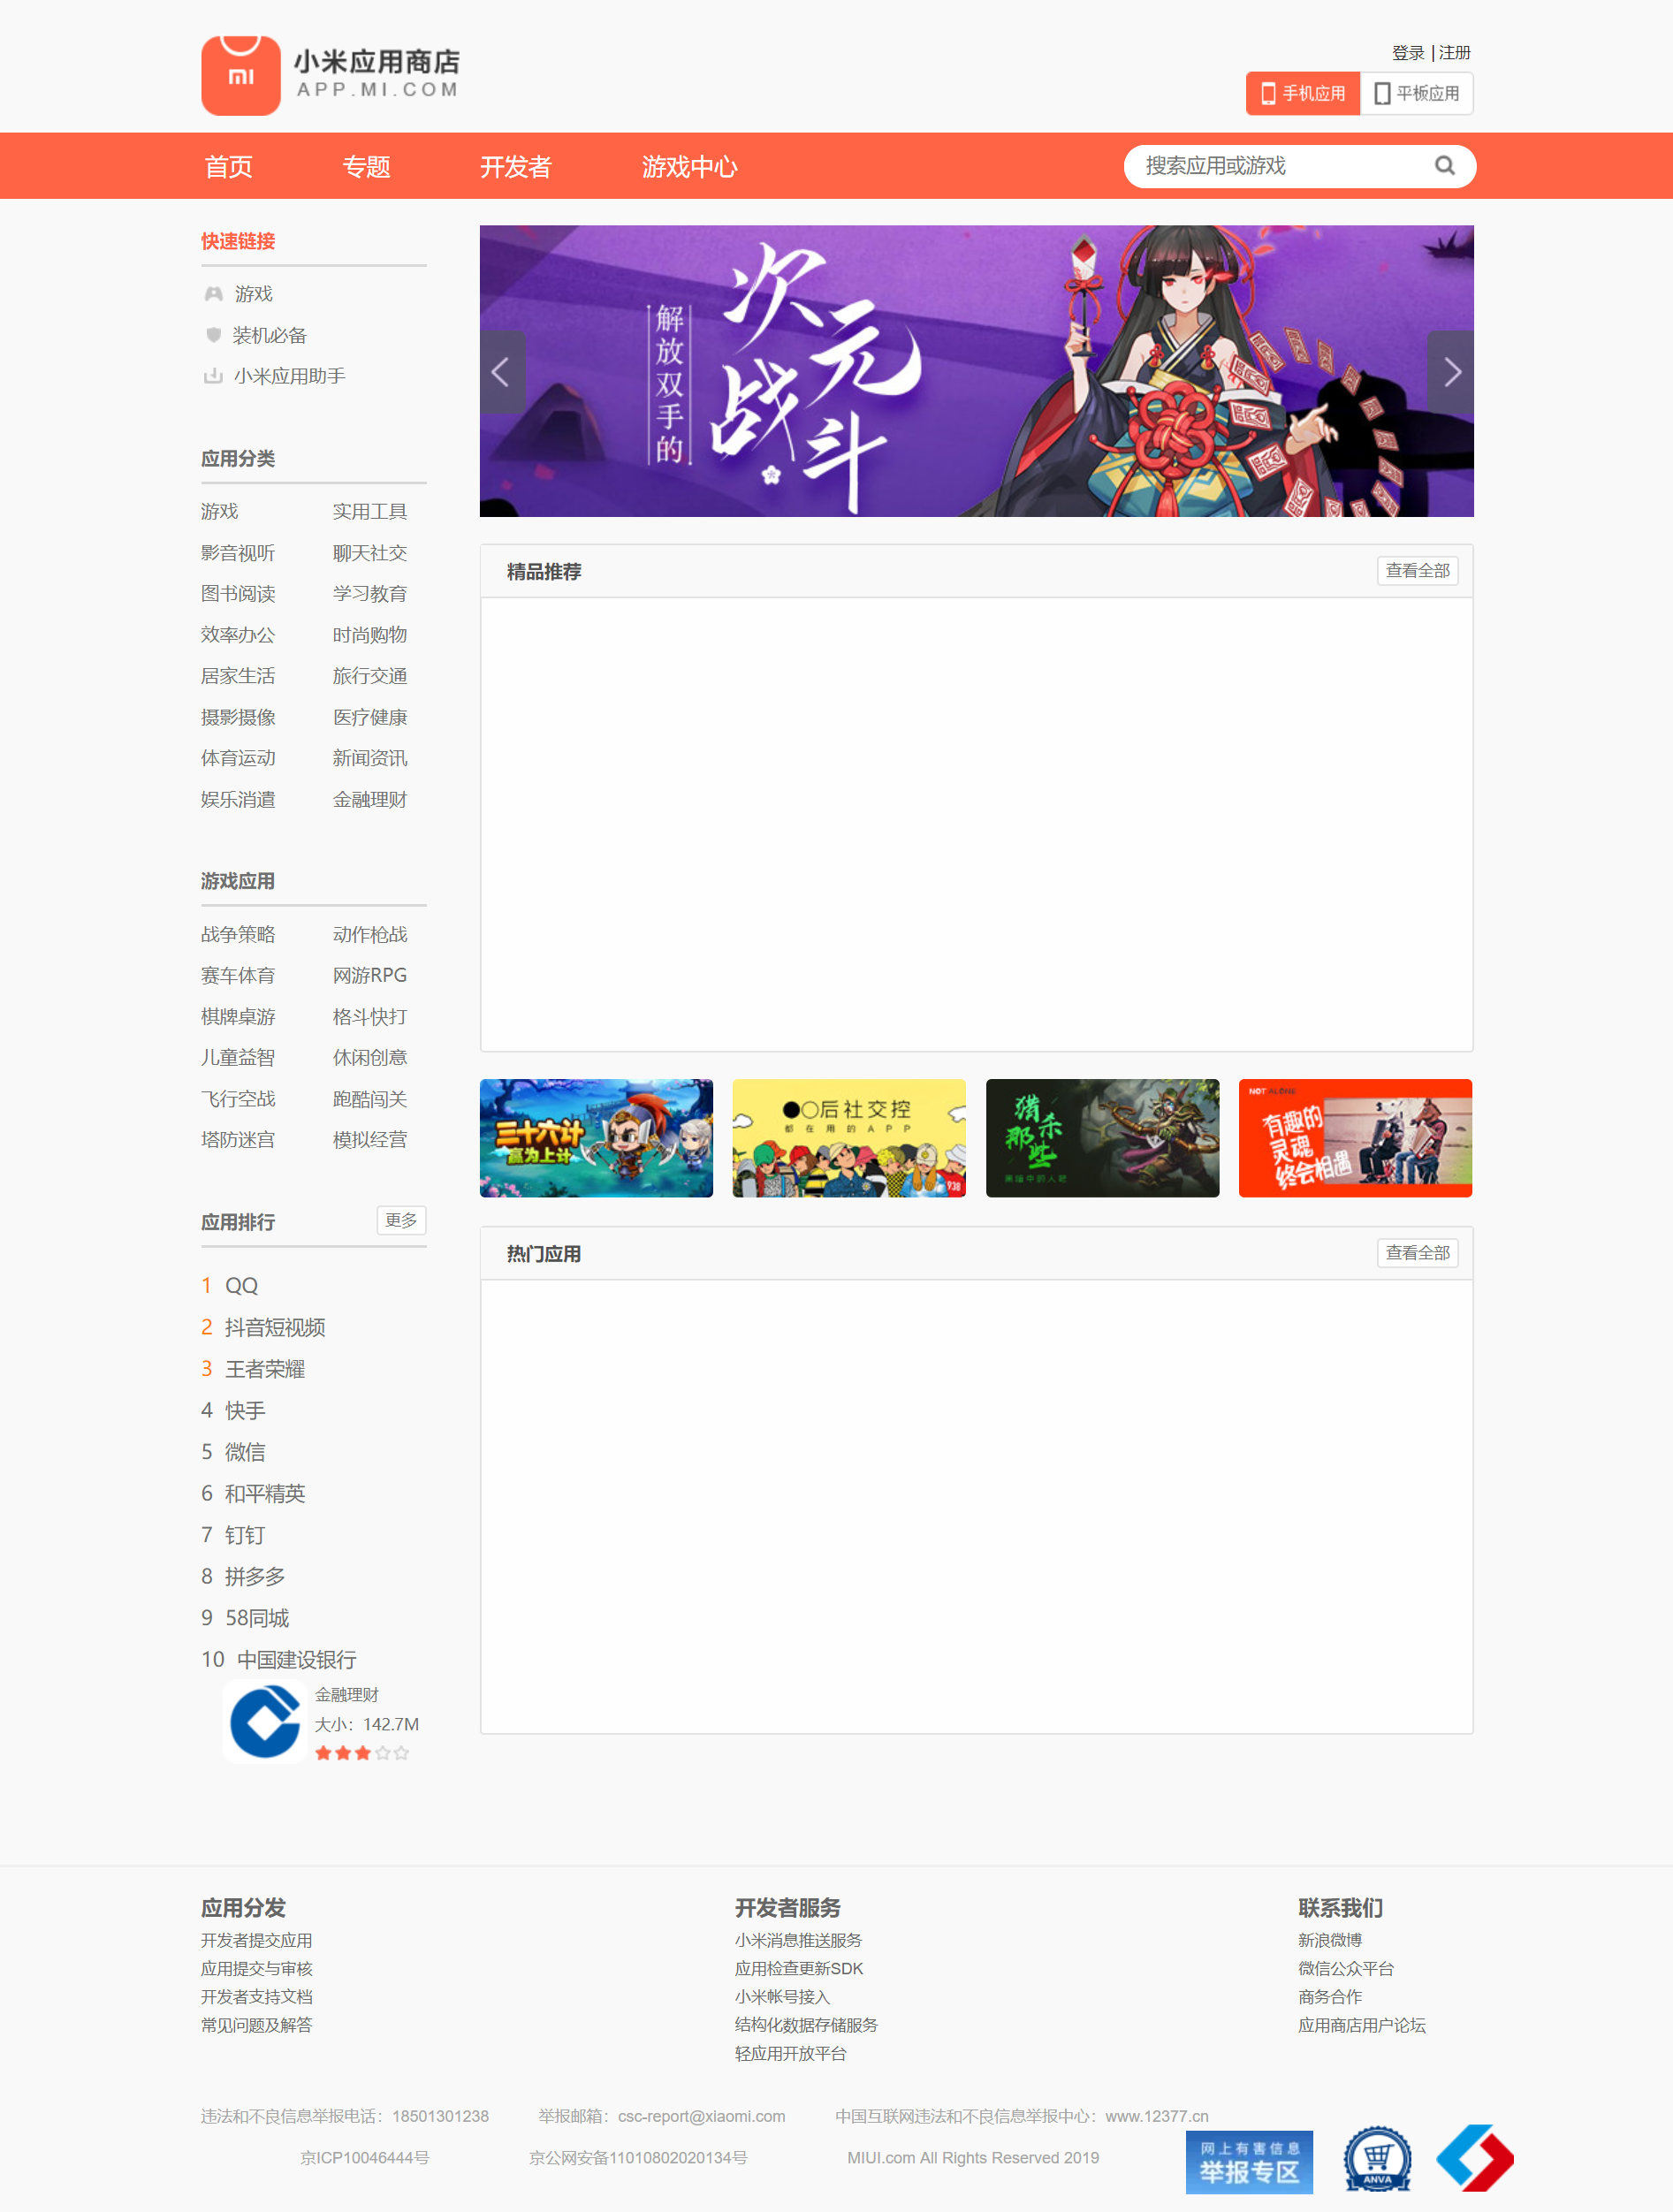 小米应用商店
APP.MI.COM
mi
登录 | 注册
手机应用 平板应用
首页 专题 开发者 游戏中心 搜索应用或游戏
快速链接
游戏
装机必备
小米应用助手
解放双手的
次元战斗
应用分类
游戏 实用工具
影音视听 聊天社交
图书阅读 学习教育
效率办公 时尚购物
居家生活 旅行交通
摄影摄像 医疗健康
体育运动 新闻资讯
娱乐消遣 金融理财
精品推荐 查看全部
游戏应用
战争策略 动作枪战
赛车体育 网游RPG
棋牌桌游 格斗快打
儿童益智 休闲创意
飞行空战 跑酷闯关
塔防迷宫 模拟经营
三十六计
赢为上计
●○后社交控
都在用的APP
938
猎杀
那些
黑暗中的人吧
NOT ALONE
有趣的
灵魂
终会相遇
应用排行 更多
1 QQ
2 抖音短视频
3 王者荣耀
4 快手
5 微信
6 和平精英
7 钉钉
8 拼多多
9 58同城
10 中国建设银行
金融理财
大小：142.7M
热门应用 查看全部
应用分发
开发者提交应用
应用提交与审核
开发者支持文档
常见问题及解答
开发者服务
小米消息推送服务
应用检查更新SDK
小米帐号接入
结构化数据存储服务
轻应用开放平台
联系我们
新浪微博
微信公众平台
商务合作
应用商店用户论坛
违法和不良信息举报电话：18501301238 举报邮箱：csc-report@xiaomi.com 中国互联网违法和不良信息举报中心：www.12377.cn
京ICP10046444号 京公网安备11010802020134号 MIUI.com All Rights Reserved 2019
网上有害信息
举报专区
ANVA